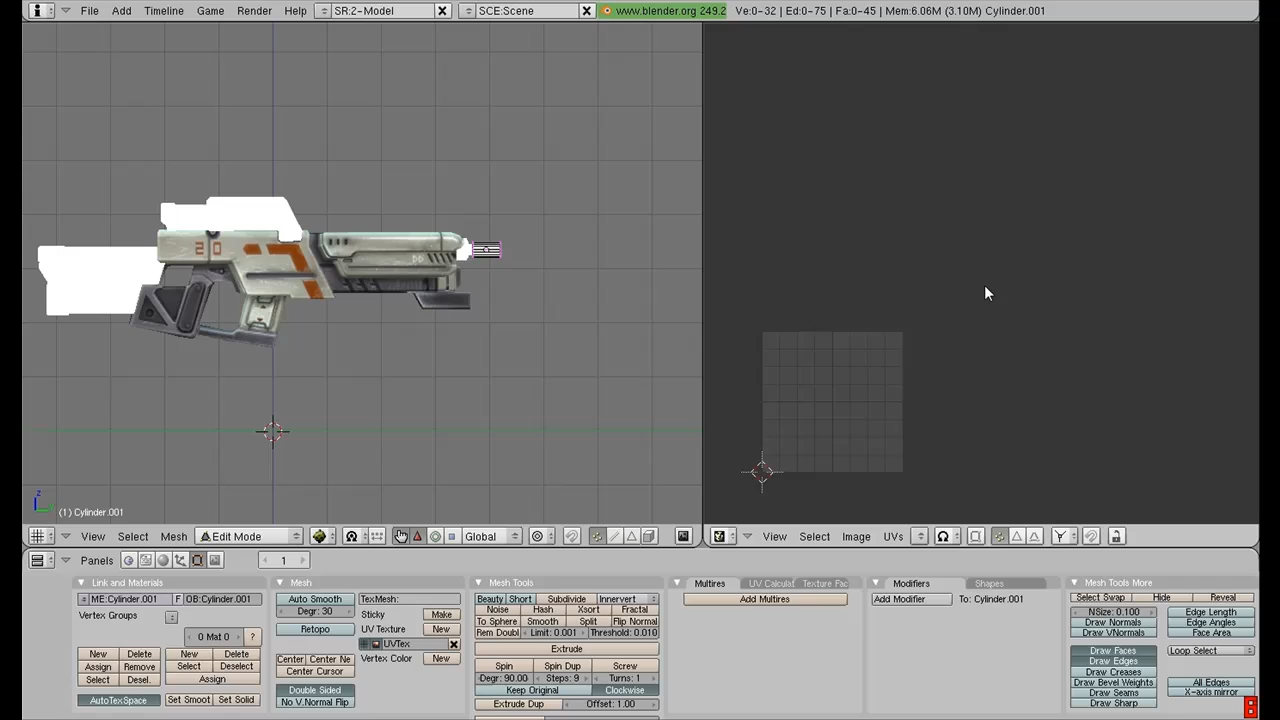 File Add Timeline Game Render Help SR:2-Model SCE:Scene www.blender.org 249.2 Ve:0-32 | Ed:0-75 | Fa:0-45 | Mem:6.06M (3.10M) Cylinder.001
2 0
z
(1) Cylinder.001
View Select Mesh Edit Mode Global View Select Image UVs
Panels 1
Link and Materials Mesh Mesh Tools Multires UV Calculat Texture Fac Modifiers Shapes Mesh Tools More
ME:Cylinder.001 F OB:Cylinder.001 Auto Smooth TexMesh: Beauty Short Subdivide Innervert Add Multires Add Modifier To: Cylinder.001 Select Swap Hide Reveal
Vertex Groups Degr: 30 Sticky Make Noise Hash Xsort Fractal NSize: 0.100 Edge Length
Retopo UV Texture New To Sphere Smooth Split Flip Normal Draw Normals Edge Angles
0 Mat 0 ? UVTex Rem Doubl Limit: 0.001 Threshold: 0.010 Draw VNormals Face Area
New Delete New Delete Center Center Ne Vertex Color New Extrude Draw Faces Loop Select
Assign Remove Select Deselect Center Cursor Spin Spin Dup Screw Draw Edges
Select Desel. Assign Degr: 90.00 Steps: 9 Turns: 1 Draw Creases
Double Sided Keep Original Clockwise Draw Bevel Weights All Edges
AutoTexSpace Set Smoot Set Solid No V.Normal Flip Extrude Dup Offset: 1.00 Draw Seams X-axis mirror
Draw Sharp